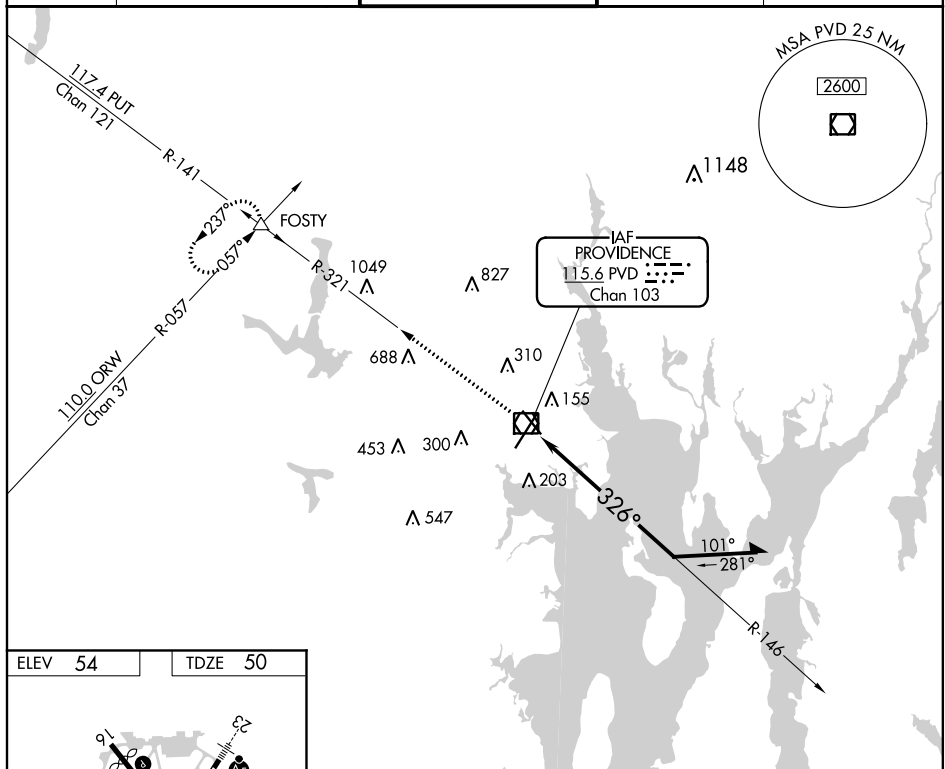 MSA PVD 25 NM
2600
117.4 PUT
Chan 121
R-141
1148
237°
FOSTY
057°
R-321
1049
827
IAF
PROVIDENCE
115.6 PVD
Chan 103
R-057
110.0 ORW
Chan 37
688
310
155
453
300
203
547
326°
101°
281°
R-146
ELEV 54
TDZE 50
16
23
A